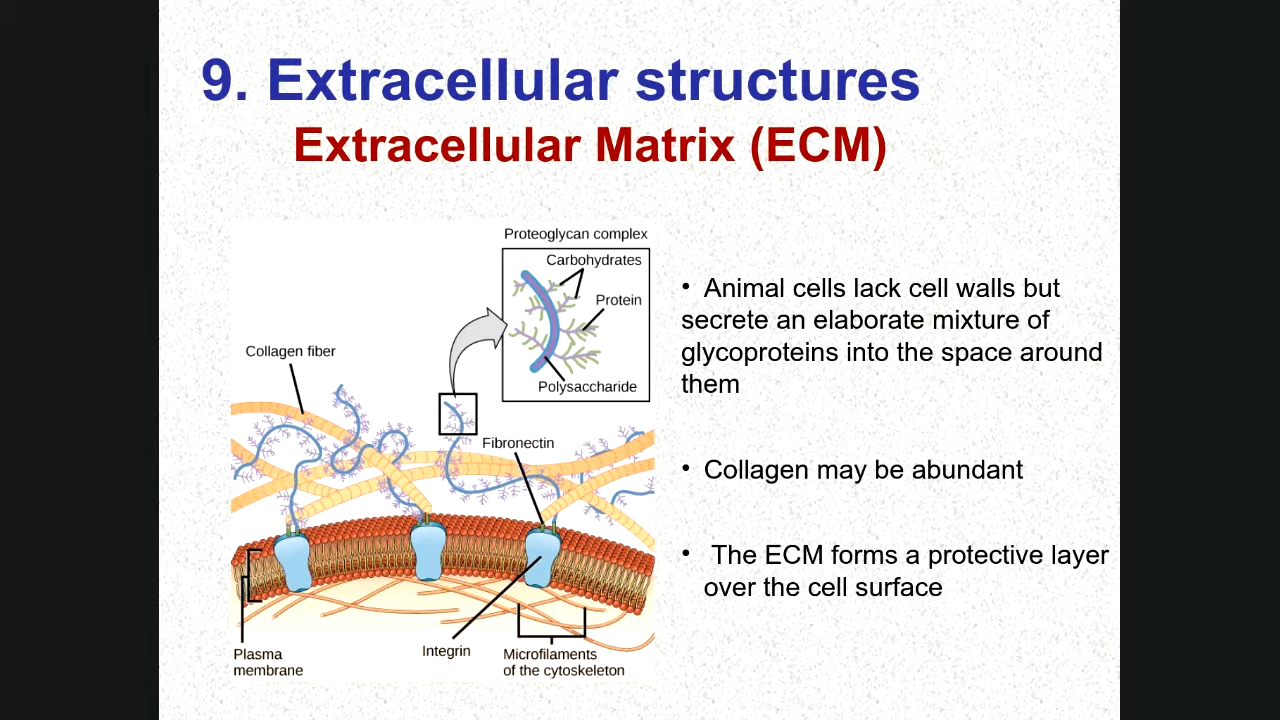 9. Extracellular structures
Extracellular Matrix (ECM)
Proteoglycan complex
Carbohydrates
Protein
Polysaccharide
Collagen fiber
Fibronectin
Plasma
membrane
Integrin
Microfilaments
of the cytoskeleton
• Animal cells lack cell walls but
secrete an elaborate mixture of
glycoproteins into the space around
them
• Collagen may be abundant
• The ECM forms a protective layer
over the cell surface